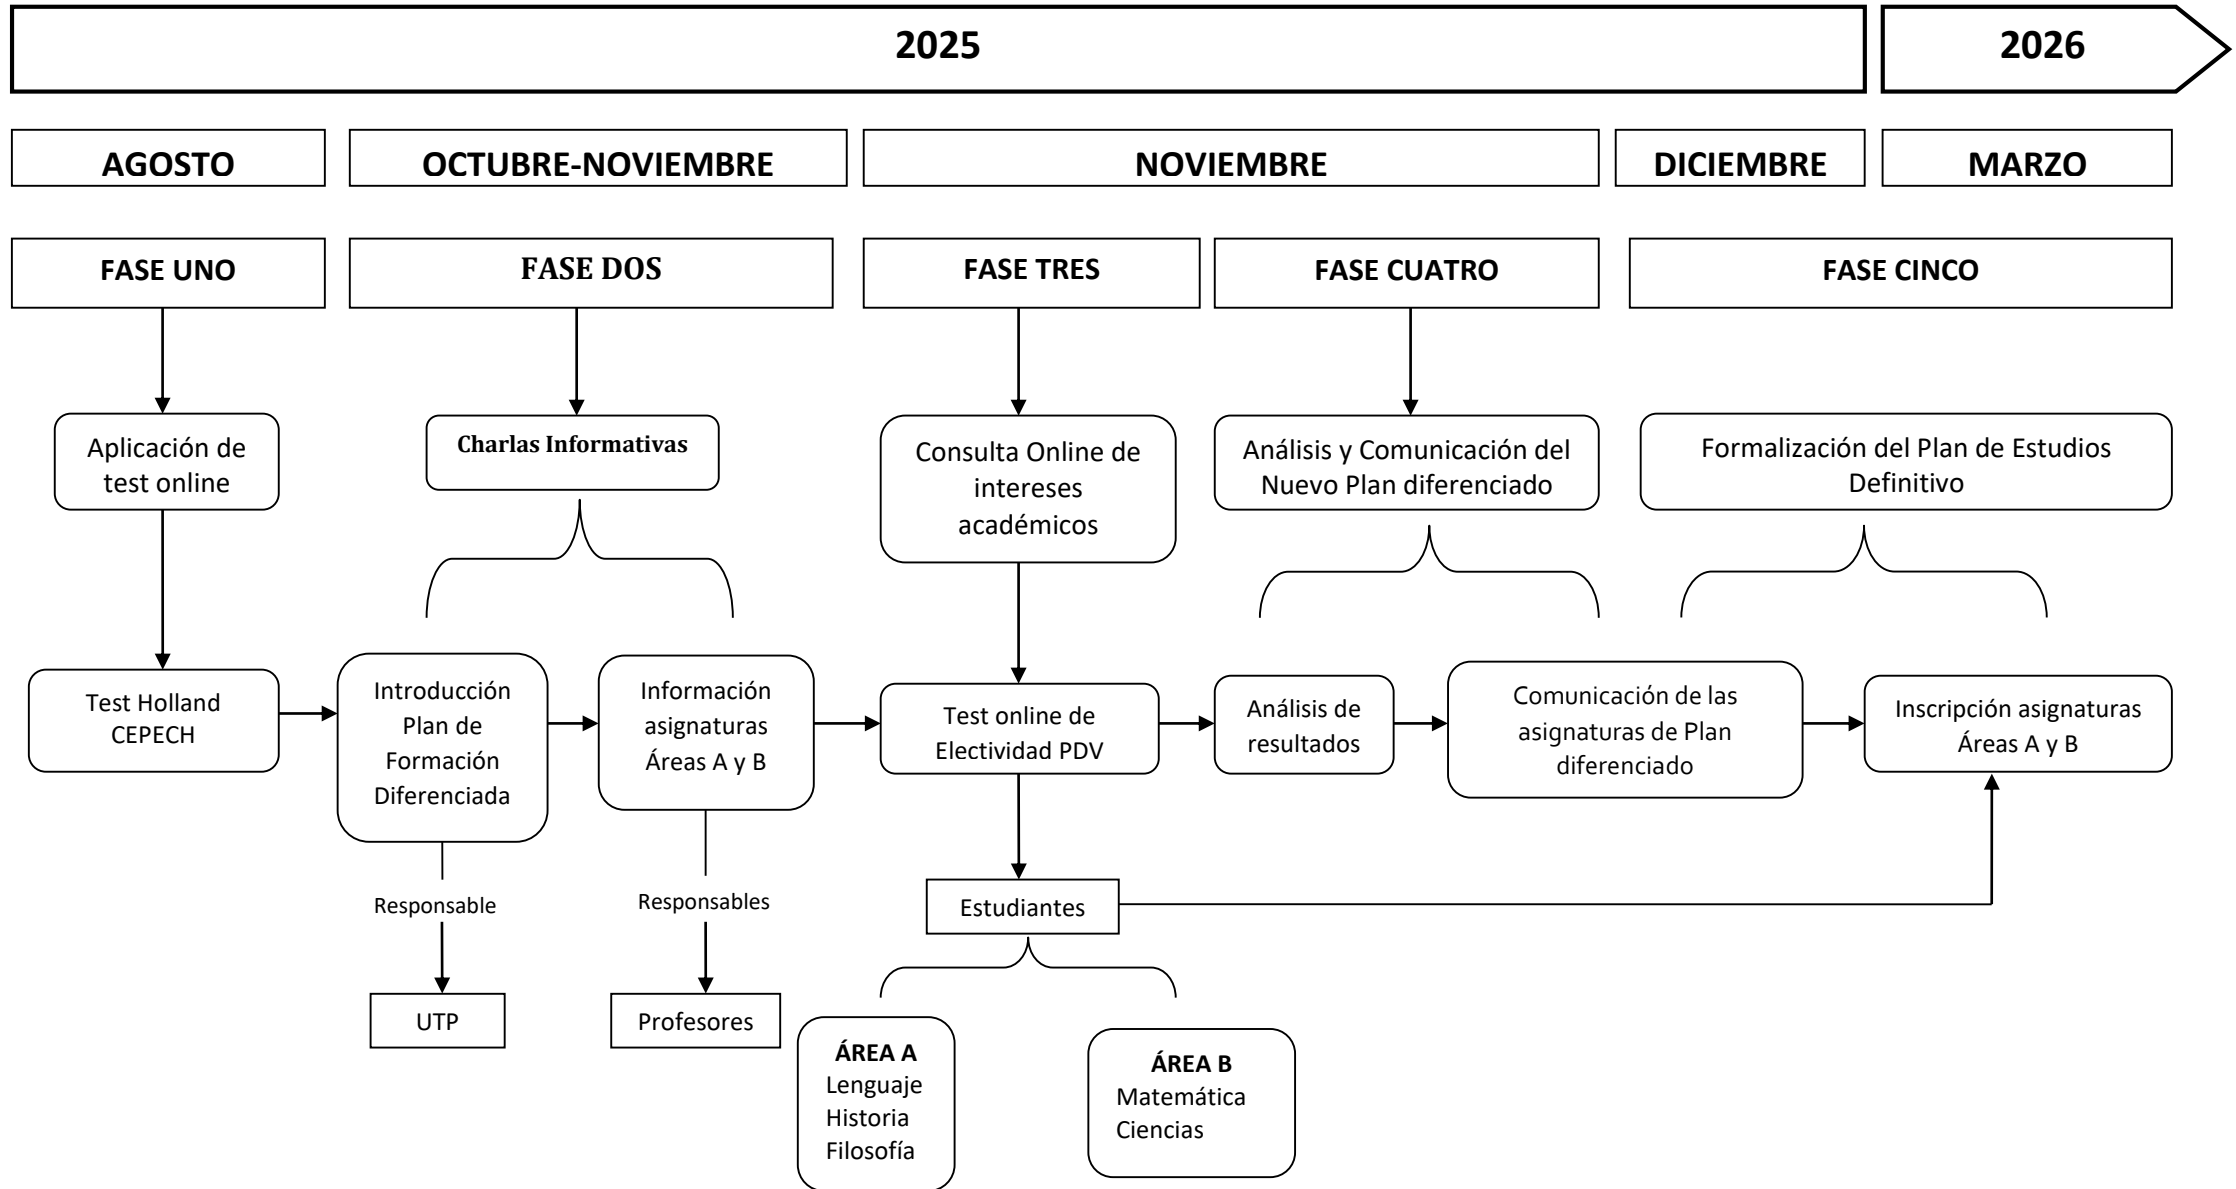 2025
2026
AGOSTO
OCTUBRE-NOVIEMBRE
NOVIEMBRE
DICIEMBRE
MARZO
FASE UNO
FASE DOS
FASE TRES
FASE CUATRO
FASE CINCO
Aplicación de
test online
Charlas Informativas
Consulta Online de
intereses
académicos
Análisis y Comunicación del
Nuevo Plan diferenciado
Formalización del Plan de Estudios
Definitivo
Test Holland
CEPECH
Introducción
Plan de
Formación
Diferenciada
Información
asignaturas
Áreas A y B
Test online de
Electividad PDV
Análisis de
resultados
Comunicación de las
asignaturas de Plan
diferenciado
Inscripción asignaturas
Áreas A y B
Responsable
Responsables
Estudiantes
UTP
Profesores
ÁREA A
Lenguaje
Historia
Filosofía
ÁREA B
Matemática
Ciencias